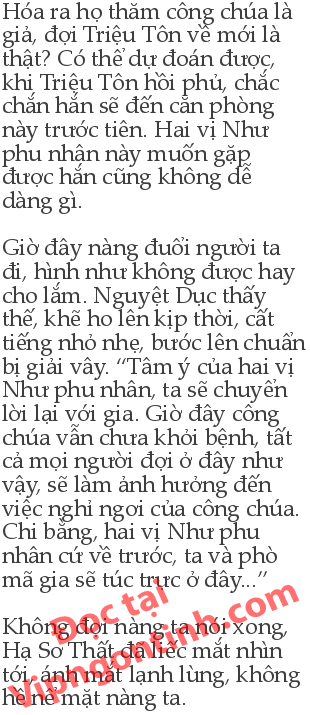 Hóa ra họ thăm công chúa là
giả, đợi Triệu Tôn về mới là
thật? Có thể dự đoán được,
khi Triệu Tôn hồi phủ, chắc
chắn hắn sẽ đến căn phòng
này trước tiên. Hai vị Như
phu nhận này muốn gặp
được hắn cũng không dễ
dàng gì.

Giờ đây nàng đuổi người ta
đi, hình như không được hay
cho lắm. Nguyệt Dục thấy
thế, khẽ ho lên kịp thời, cất
tiếng nhỏ nhẹ, bước lên chuẩn
bị giải vây. “Tâm ý của hai vị
Như phu nhân, ta sẽ chuyển
lời lại với gia. Giờ đây công
chúa vẫn chưa khỏi bệnh, tất
cả mọi người đợi ở đây như
vậy, sẽ làm ảnh hưởng đến
việc nghỉ ngơi của công chúa.
Chi bằng, hai vị Như phu
nhân cứ về trước, ta và phò
mã gia sẽ túc trực ở đây...”

Không đợi nàng ta nói xong,
Hạ Sơ Thất đã liếc mắt nhìn
tới, ánh mắt lạnh lùng, không
hề nể mặt nàng ta.
Đọc tại
Vipngontinh.com